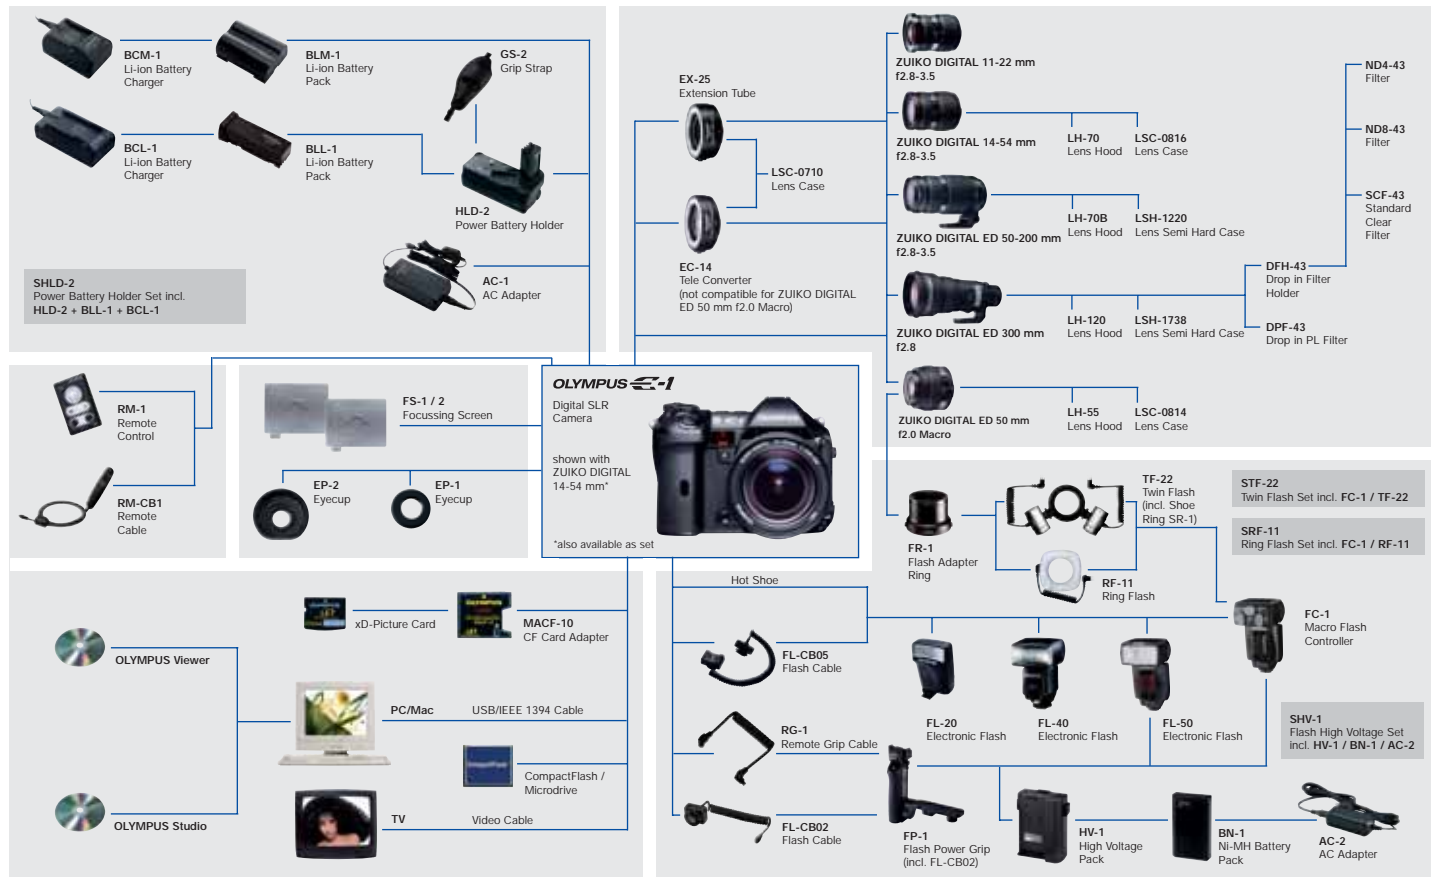 BCM-1
Li-ion Battery
Charger
BLM-1
Li-ion Battery
Pack
GS-2
Grip Strap
BCL-1
Li-ion Battery
Charger
BLL-1
Li-ion Battery
Pack
HLD-2
Power Battery Holder
AC-1
AC Adapter
SHLD-2
Power Battery Holder Set incl.
HLD-2 + BLL-1 + BCL-1
EX-25
Extension Tube
LSC-0710
Lens Case
EC-14
Tele Converter
(not compatible for ZUIKO DIGITAL
ED 50 mm f2.0 Macro)
ZUIKO DIGITAL 11-22 mm
f2.8-3.5
ZUIKO DIGITAL 14-54 mm
f2.8-3.5
LH-70
Lens Hood
LSC-0816
Lens Case
ZUIKO DIGITAL ED 50-200 mm
f2.8-3.5
LH-70B
Lens Hood
LSH-1220
Lens Semi Hard Case
ZUIKO DIGITAL ED 300 mm
f2.8
LH-120
Lens Hood
LSH-1738
Lens Semi Hard Case
ZUIKO DIGITAL ED 50 mm
f2.0 Macro
LH-55
Lens Hood
LSC-0814
Lens Case
ND4-43
Filter
ND8-43
Filter
SCF-43
Standard
Clear
Filter
DFH-43
Drop in Filter
Holder
DPF-43
Drop in PL Filter
RM-1
Remote
Control
RM-CB1
Remote
Cable
FS-1 / 2
Focussing Screen
EP-2
Eyecup
EP-1
Eyecup
OLYMPUS E-1
Digital SLR
Camera
shown with
ZUIKO DIGITAL
14-54 mm*
*also available as set
FR-1
Flash Adapter
Ring
TF-22
Twin Flash
(incl. Shoe
Ring SR-1)
RF-11
Ring Flash
STF-22
Twin Flash Set incl. FC-1 / TF-22
SRF-11
Ring Flash Set incl. FC-1 / RF-11
FC-1
Macro Flash
Controller
xD-Picture Card
MACF-10
CF Card Adapter
OLYMPUS Viewer
PC/Mac
USB/IEEE 1394 Cable
CompactFlash /
Microdrive
OLYMPUS Studio
TV
Video Cable
Hot Shoe
FL-CB05
Flash Cable
RG-1
Remote Grip Cable
FL-CB02
Flash Cable
FL-20
Electronic Flash
FL-40
Electronic Flash
FL-50
Electronic Flash
SHV-1
Flash High Voltage Set
incl. HV-1 / BN-1 / AC-2
FP-1
Flash Power Grip
(incl. FL-CB02)
HV-1
High Voltage
Pack
BN-1
Ni-MH Battery
Pack
AC-2
AC Adapter